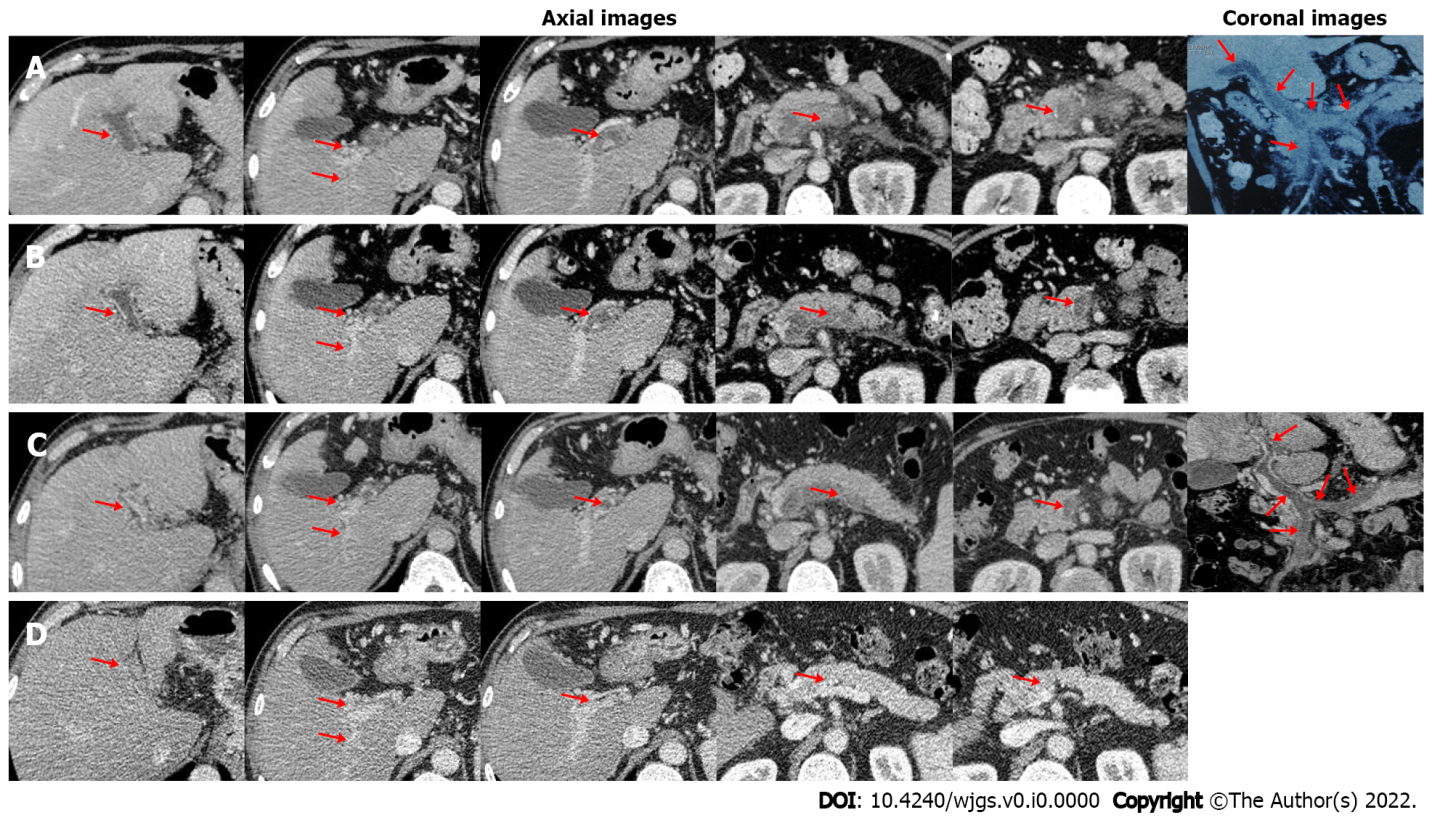 Axial images
Coronal images
A
B
C
D
DOI: 10.4240/wjgs.v0.i0.0000 Copyright ©The Author(s) 2022.